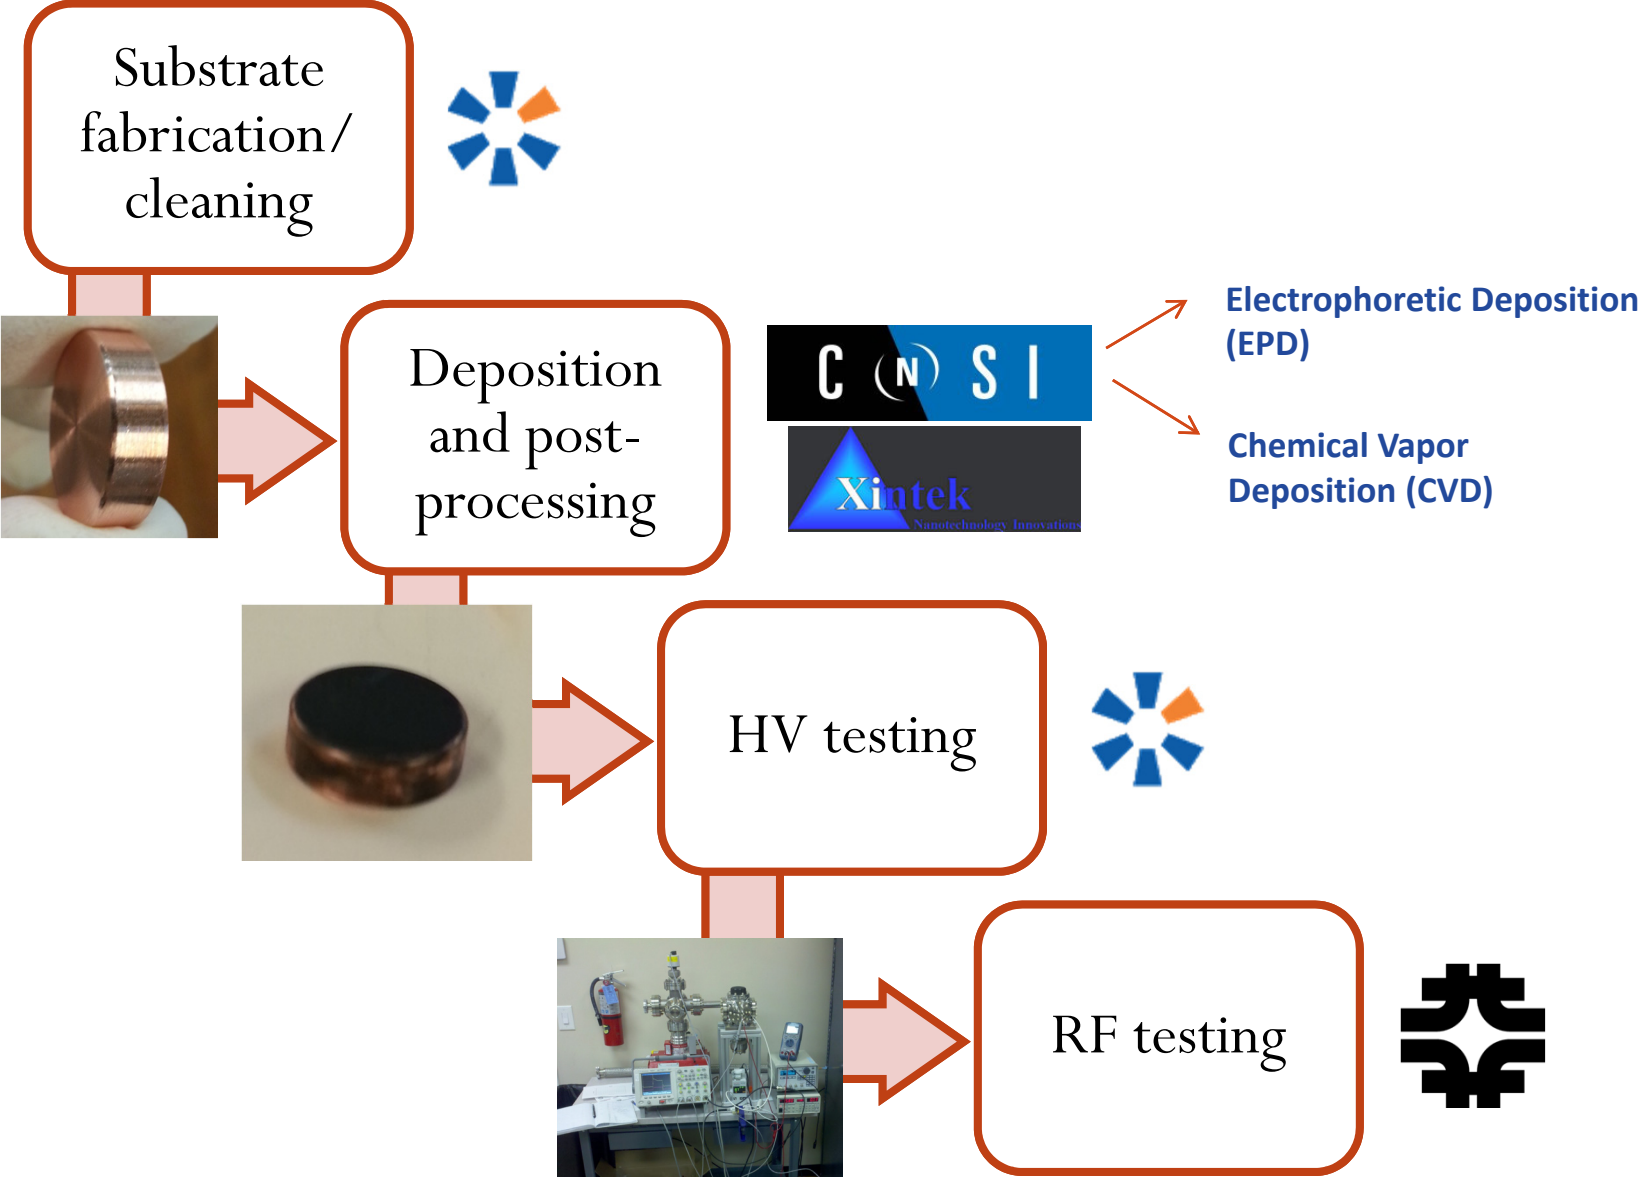 Substrate
fabrication/
cleaning
Deposition
and post-
processing
C N S I
Xintek
Nanotechnology Innovations
Electrophoretic Deposition
(EPD)
Chemical Vapor
Deposition (CVD)
HV testing
RF testing